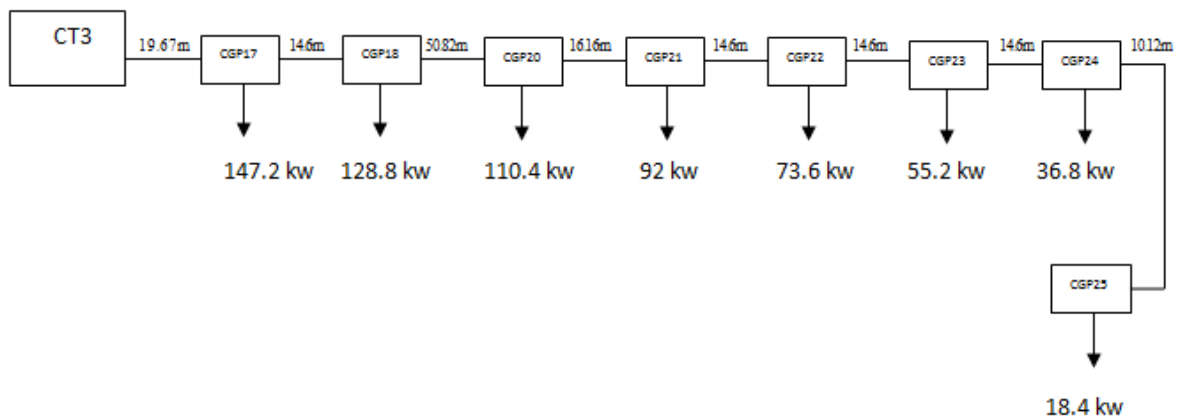 CT3
19.67m
CGP17
14.6m
CGP18
50.82m
CGP20
16.16m
CGP21
14.6m
CGP22
14.6m
CGP23
14.6m
CGP24
10.12m
147.2 kw
128.8 kw
110.4 kw
92 kw
73.6 kw
55.2 kw
36.8 kw
CGP25
18.4 kw